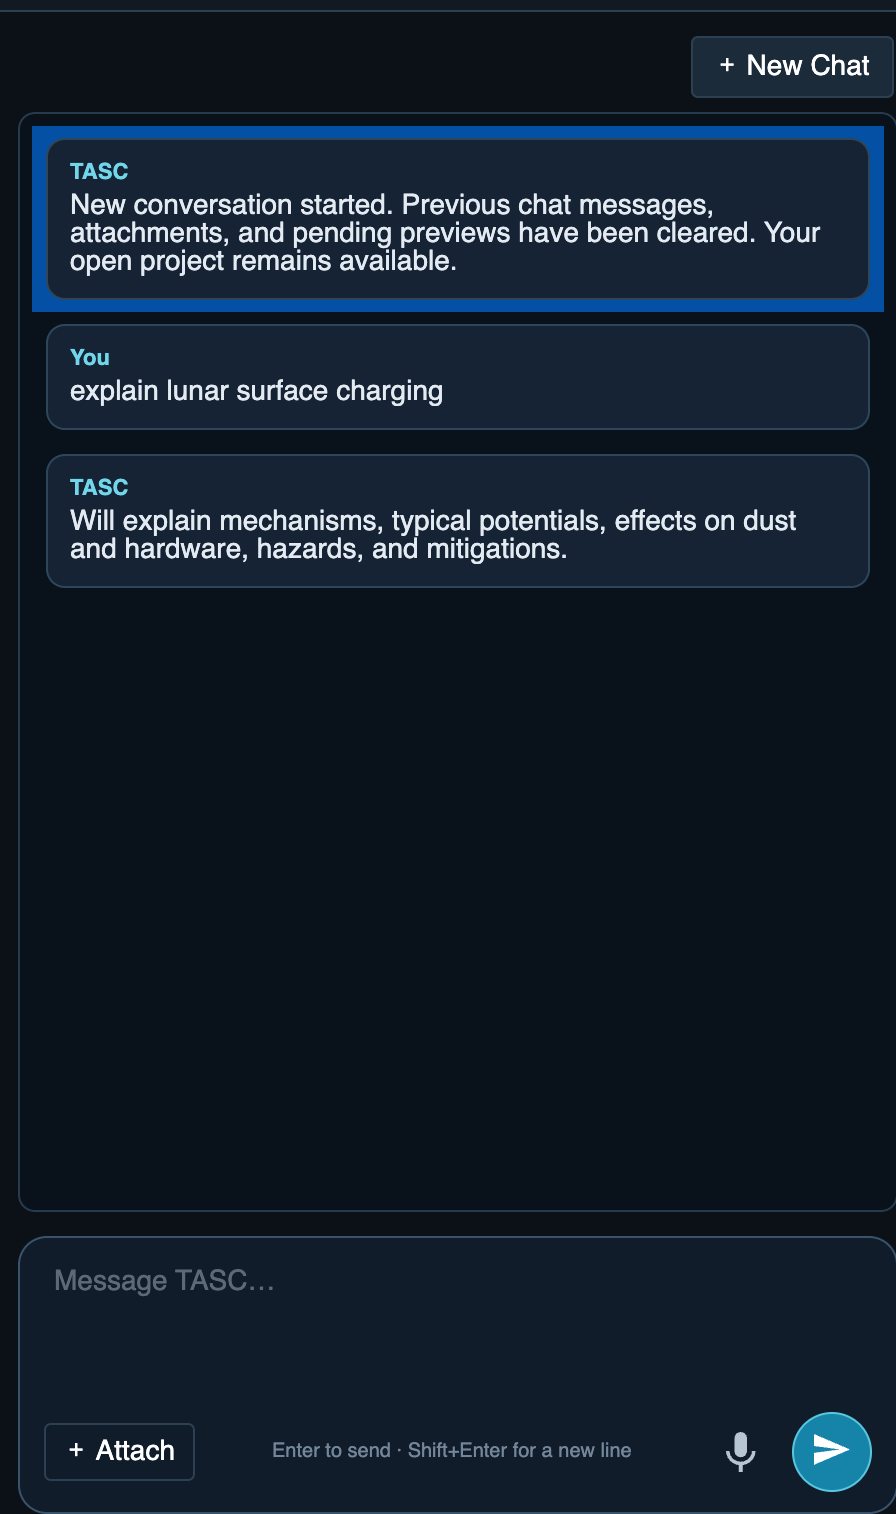 + New Chat
TASC
New conversation started. Previous chat messages,
attachments, and pending previews have been cleared. Your
open project remains available.
You
explain lunar surface charging
TASC
Will explain mechanisms, typical potentials, effects on dust
and hardware, hazards, and mitigations.
Message TASC...
+ Attach
Enter to send · Shift+Enter for a new line